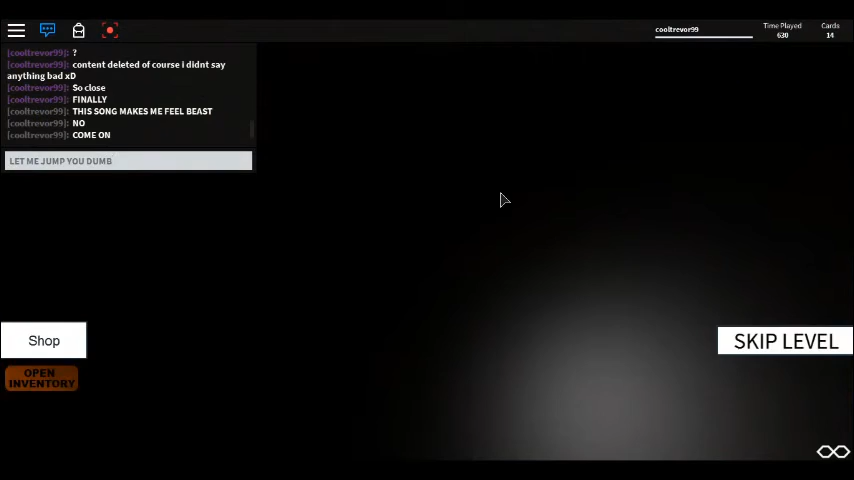 cooltrevor99
Time Played
630
Cards
14
[cooltrevor99]: ?
[cooltrevor99]: content deleted of course i didnt say
anything bad xD
[cooltrevor99]: So close
[cooltrevor99]: FINALLY
[cooltrevor99]: THIS SONG MAKES ME FEEL BEAST
[cooltrevor99]: NO
[cooltrevor99]: COME ON
LET ME JUMP YOU DUMB
Shop
SKIP LEVEL
OPEN
INVENTORY